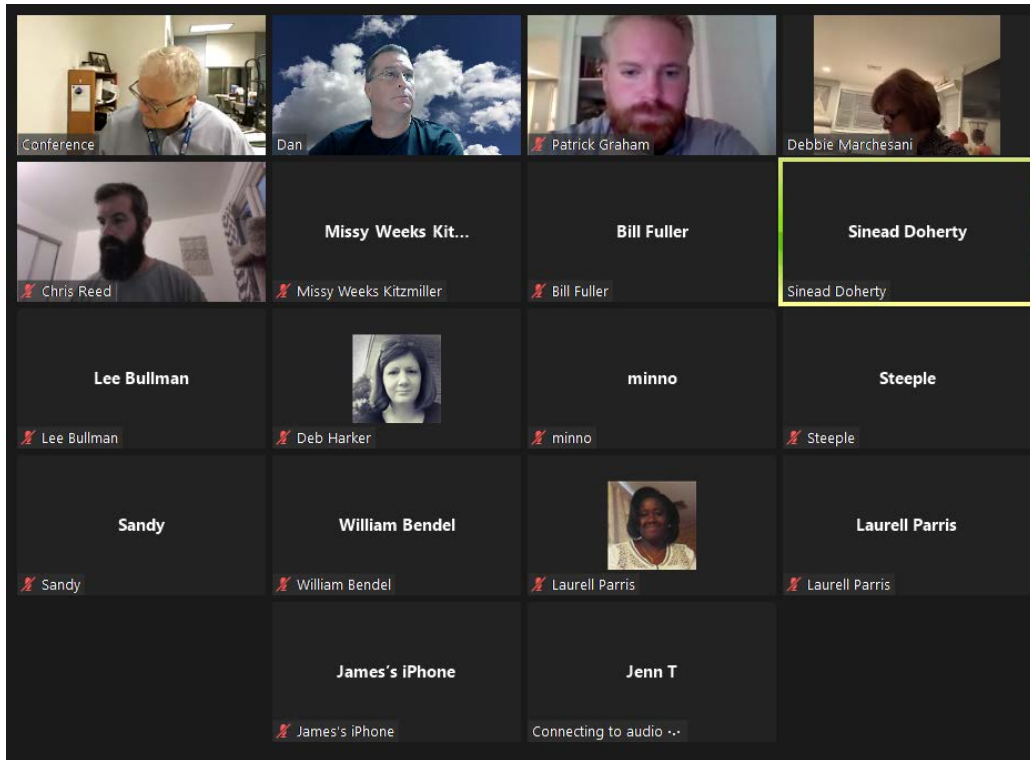 Conference
Dan
Patrick Graham
Debbie Marchesani
Chris Reed
Missy Weeks Kit...
Missy Weeks Kitzmiller
Bill Fuller
Bill Fuller
Sinead Doherty
Sinead Doherty
Lee Bullman
Lee Bullman
Deb Harker
minno
minno
Steeple
Steeple
Sandy
Sandy
William Bendel
William Bendel
Laurell Parris
Laurell Parris
Laurell Parris
James's iPhone
James's iPhone
Jenn T
Connecting to audio